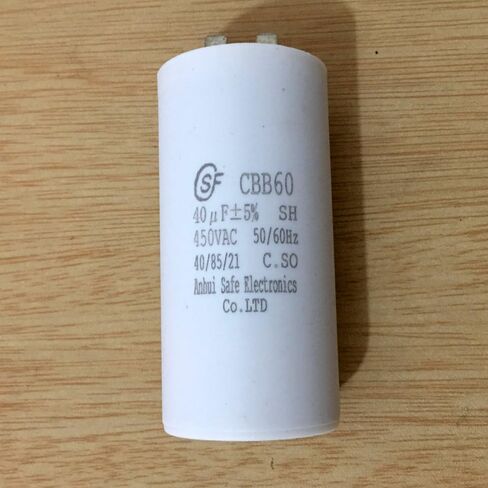 SF CBB60
40μF±5% SH
450VAC 50/60Hz
40/85/21 C.SO
Anhui Safe Electronics
Co.LTD